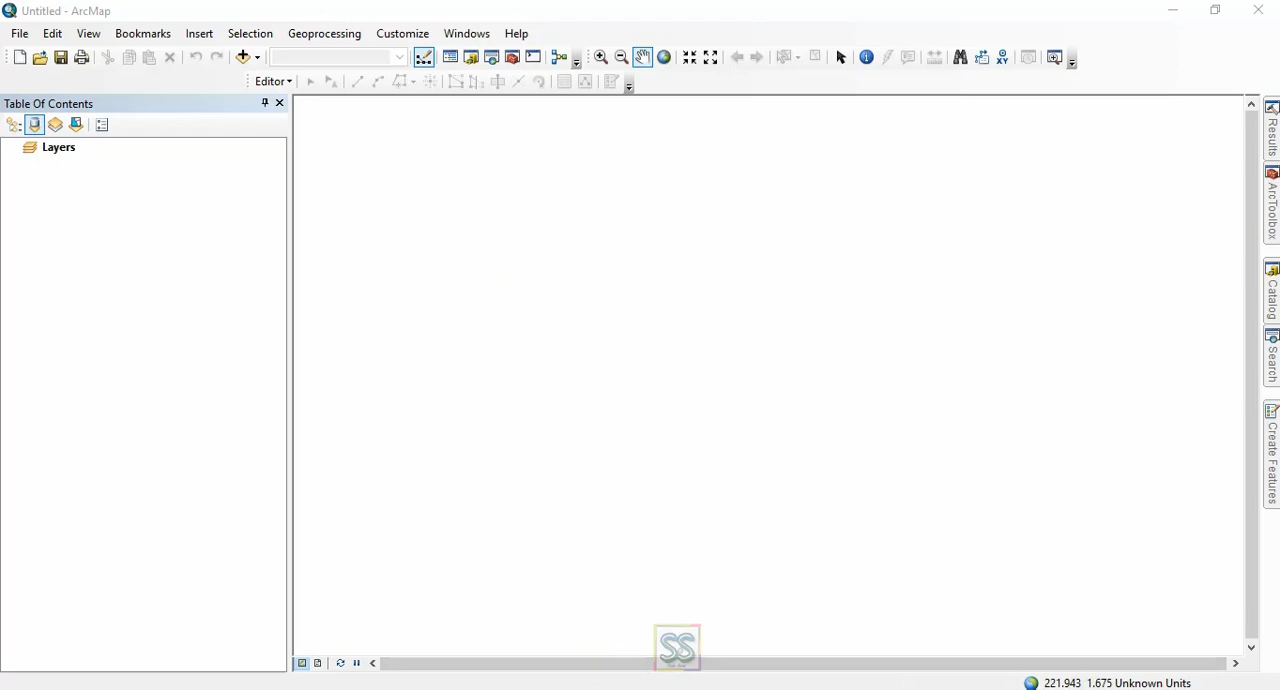 Untitled - ArcMap
File Edit View Bookmarks Insert Selection Geoprocessing Customize Windows Help
Editor
Table Of Contents
Layers
Results
ArcToolbox
Catalog
Search
Create Features
SS
221.943 1.675 Unknown Units